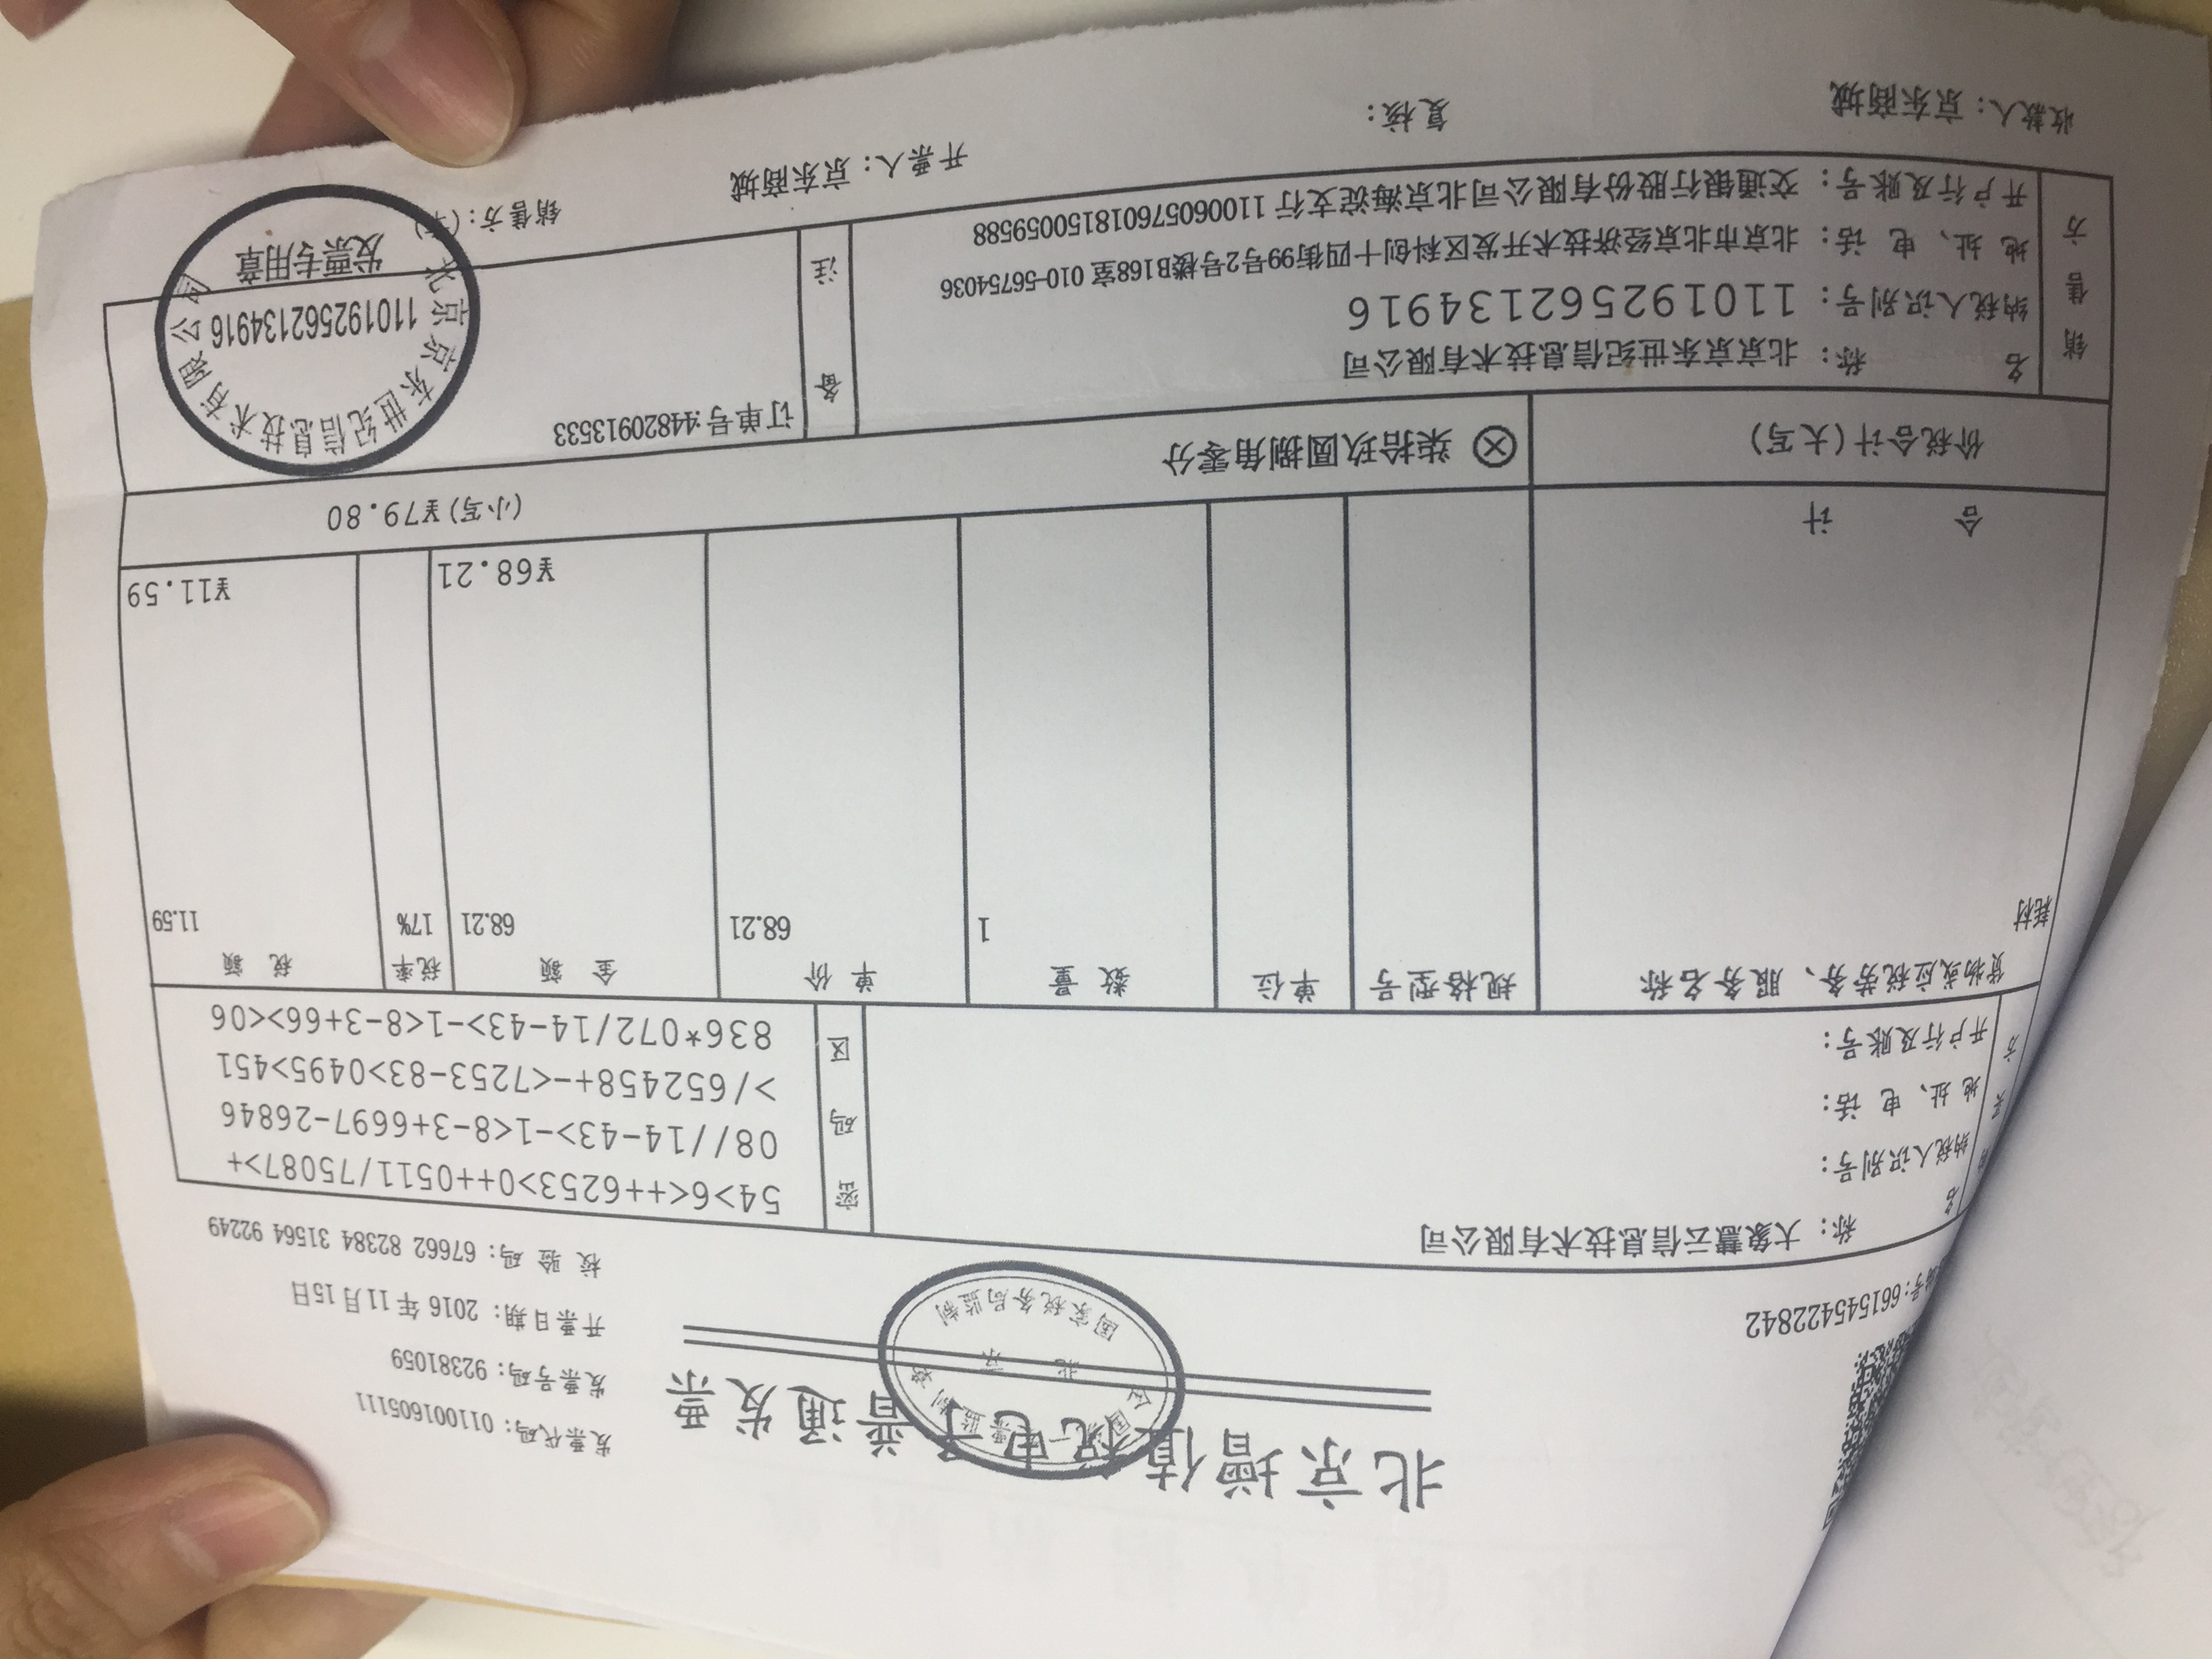 北京增值税电子普通发票
全国统一发票监制章
北 京
国家税务局监制
发票代码: 011001605111
发票号码: 92381059
开票日期: 2016 年 11月 15日
校 验 码: 67662 82384 31564 92249
编号: 661545422842
购买方
名 称: 大象慧云信息技术有限公司
纳税人识别号:
地 址、电 话:
开户行及账号:
密码区
54>6<++6253>0++0511/75087>+
08//14-43>-1<8-3+6697-26846
>/652458+-<7253-83>0495>451
836*072/14-43>-1<8-3+66><06
货物或应税劳务、服务名称 规格型号 单位 数 量 单 价 金 额 税率 税 额
耗材 1 68.21 68.21 17% 11.59
合 计 ¥68.21 ¥11.59
价税合计(大写) ⊗ 柒拾玖圆捌角零分 (小写)¥79.80
销售方
名 称: 北京京东世纪信息技术有限公司
纳税人识别号: 110192562134916
地 址、电 话: 北京市北京经济技术开发区科创十四街99号2号楼B168室 010-56754036
开户行及账号: 交通银行股份有限公司北京海淀支行 110060576018150059588
备注
订单号:44820913533
北京京东世纪信息技术有限公司
110192562134916
发票专用章
收款人: 京东商城 复核: 开票人: 京东商城 销售方: (章)